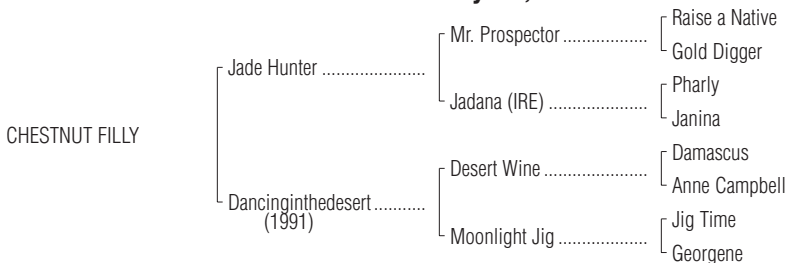 Raise a Native
Mr. Prospector ....................
Gold Digger
Jade Hunter ......................
Pharly
Jadana (IRE) .......................
Janina
CHESTNUT FILLY
Damascus
Desert Wine ........................
Anne Campbell
Dancinginthedesert ...........
(1991)
Jig Time
Moonlight Jig .....................
Georgene